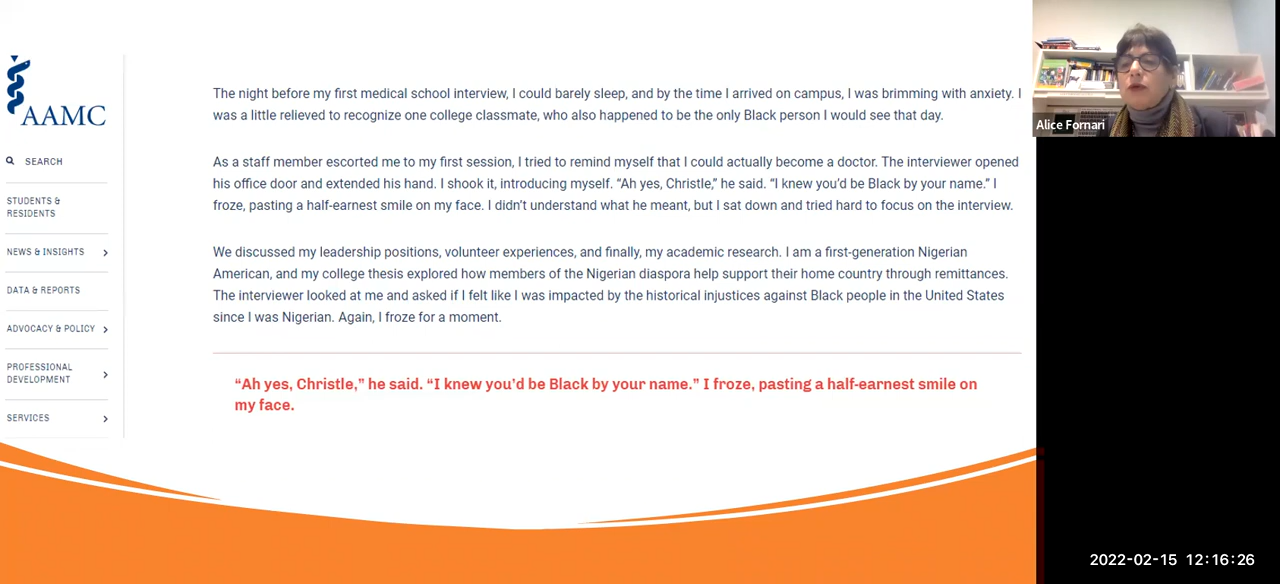 AAMC
SEARCH
STUDENTS &
RESIDENTS
NEWS & INSIGHTS
DATA & REPORTS
ADVOCACY & POLICY
PROFESSIONAL
DEVELOPMENT
SERVICES
The night before my first medical school interview, I could barely sleep, and by the time I arrived on campus, I was brimming with anxiety. I
was a little relieved to recognize one college classmate, who also happened to be the only Black person I would see that day.
As a staff member escorted me to my first session, I tried to remind myself that I could actually become a doctor. The interviewer opened
his office door and extended his hand. I shook it, introducing myself. “Ah yes, Christle,” he said. “I knew you’d be Black by your name.” I
froze, pasting a half-earnest smile on my face. I didn’t understand what he meant, but I sat down and tried hard to focus on the interview.
We discussed my leadership positions, volunteer experiences, and finally, my academic research. I am a first-generation Nigerian
American, and my college thesis explored how members of the Nigerian diaspora help support their home country through remittances.
The interviewer looked at me and asked if I felt like I was impacted by the historical injustices against Black people in the United States
since I was Nigerian. Again, I froze for a moment.
“Ah yes, Christle,” he said. “I knew you’d be Black by your name.” I froze, pasting a half-earnest smile on
my face.
Alice Fornari
2022-02-15 12:16:26